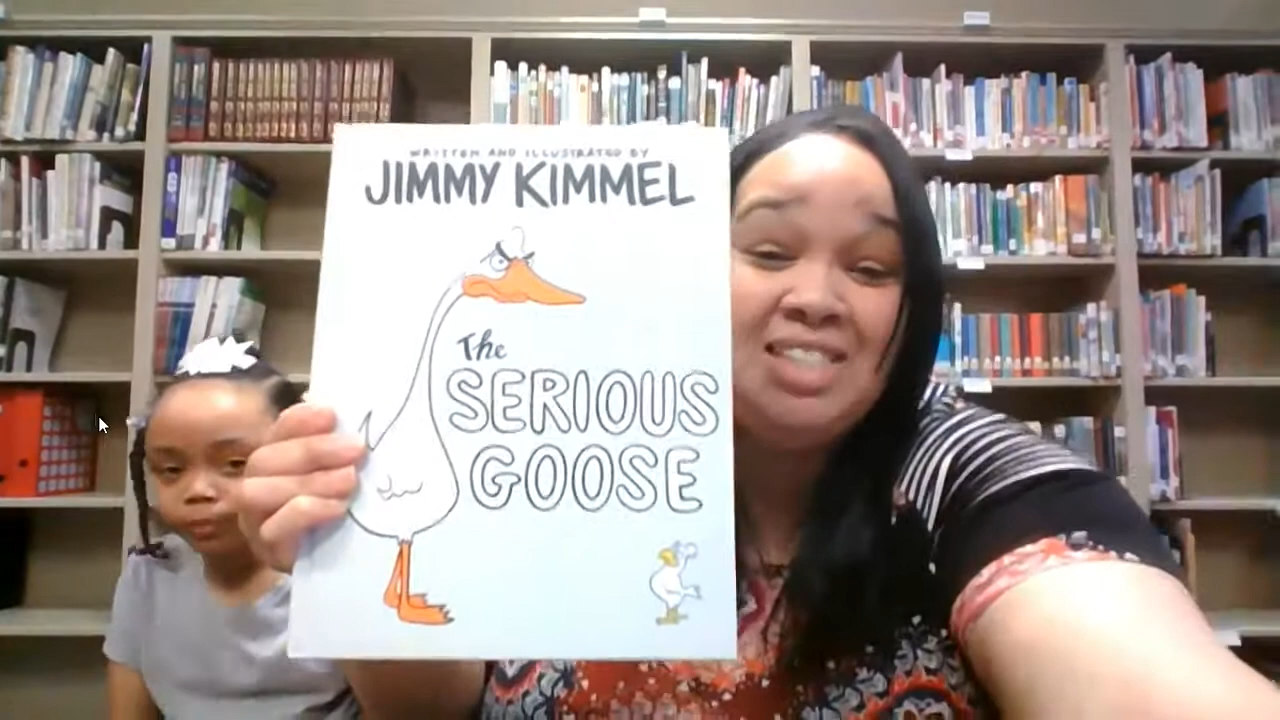 WRITTEN AND ILLUSTRATED BY
JIMMY KIMMEL
The
SERIOUS
GOOSE